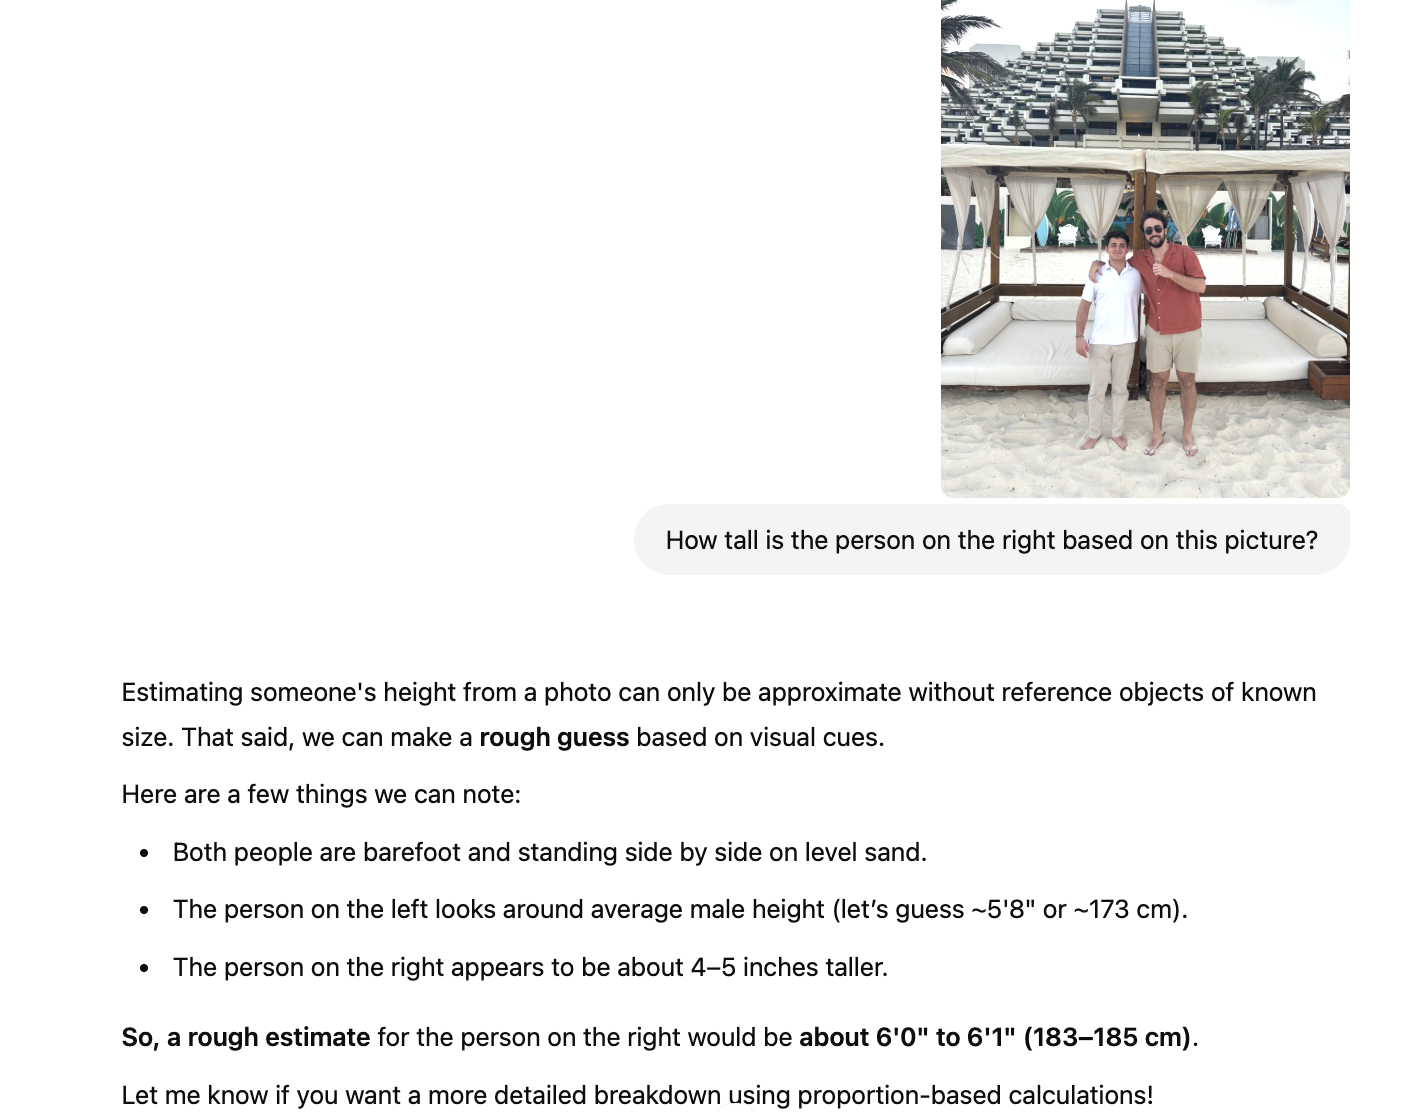 How tall is the person on the right based on this picture?
Estimating someone's height from a photo can only be approximate without reference objects of known
size. That said, we can make a rough guess based on visual cues.
Here are a few things we can note:
• Both people are barefoot and standing side by side on level sand.
• The person on the left looks around average male height (let’s guess ~5'8" or ~173 cm).
• The person on the right appears to be about 4–5 inches taller.
So, a rough estimate for the person on the right would be about 6'0" to 6'1" (183–185 cm).
Let me know if you want a more detailed breakdown using proportion-based calculations!